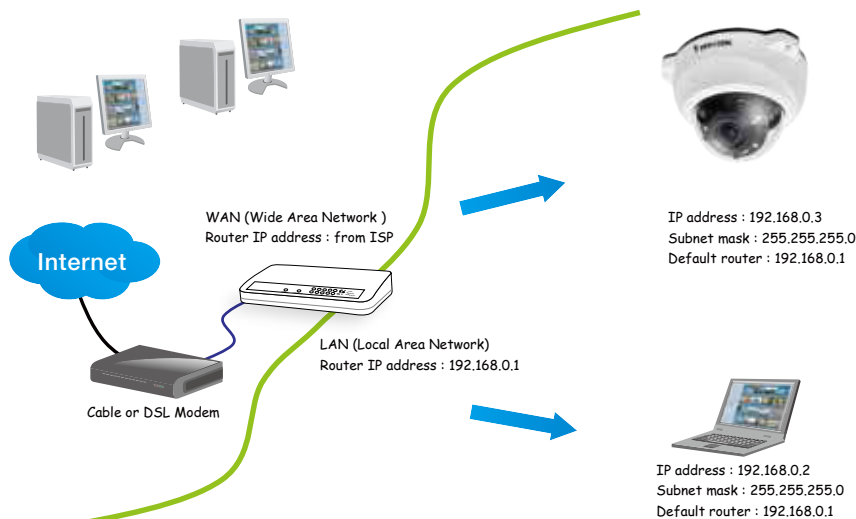 WAN (Wide Area Network )
Router IP address : from ISP
Internet
LAN (Local Area Network)
Router IP address : 192.168.0.1
Cable or DSL Modem
IP address : 192.168.0.3
Subnet mask : 255.255.255.0
Default router : 192.168.0.1
IP address : 192.168.0.2
Subnet mask : 255.255.255.0
Default router : 192.168.0.1